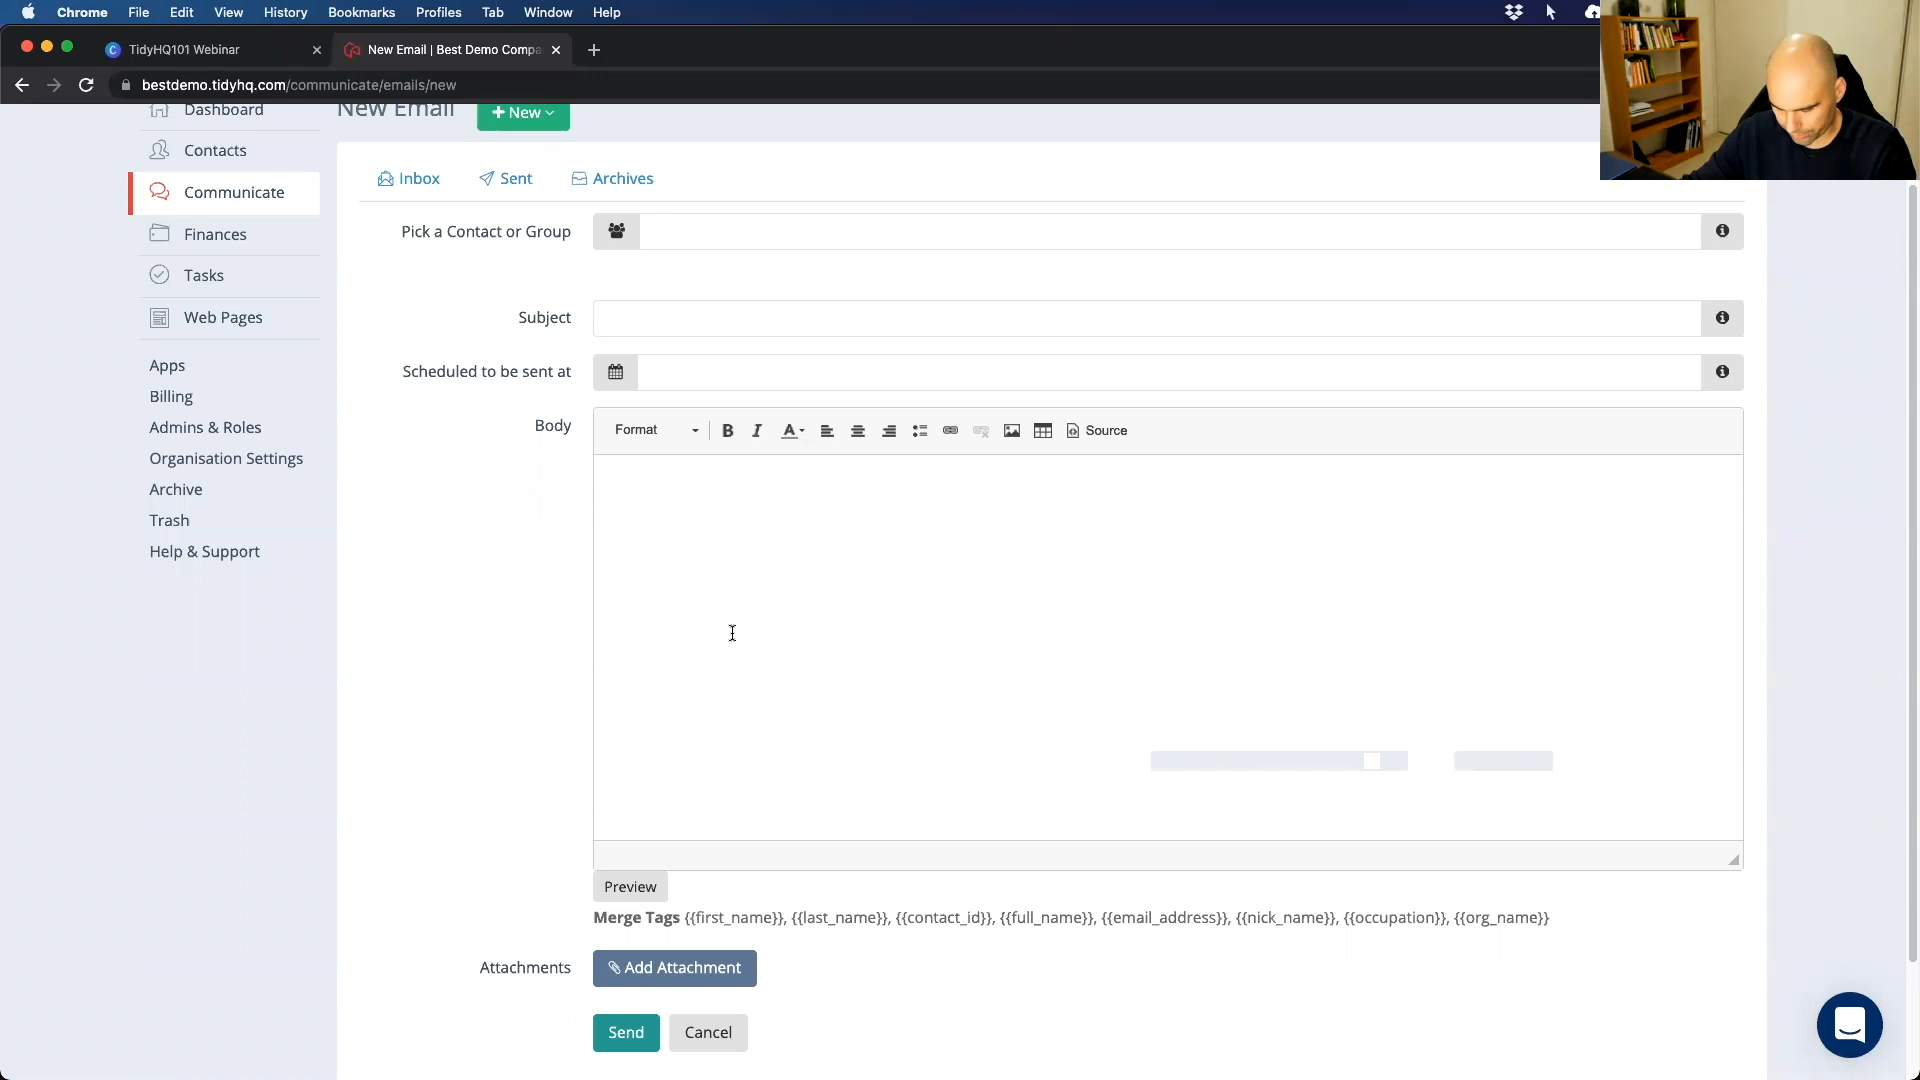 Chrome File Edit View History Bookmarks Profiles Tab Window Help
TidyHQ101 Webinar
New Email | Best Demo Compa
bestdemo.tidyhq.com/communicate/emails/new
Dashboard
New Email
+ New
Contacts
Communicate
Finances
Tasks
Web Pages
Apps
Billing
Admins & Roles
Organisation Settings
Archive
Trash
Help & Support
Inbox Sent Archives
Pick a Contact or Group
Subject
Scheduled to be sent at
Body
Format B I A Source
Preview
Merge Tags {{first_name}}, {{last_name}}, {{contact_id}}, {{full_name}}, {{email_address}}, {{nick_name}}, {{occupation}}, {{org_name}}
Attachments
Add Attachment
Send Cancel